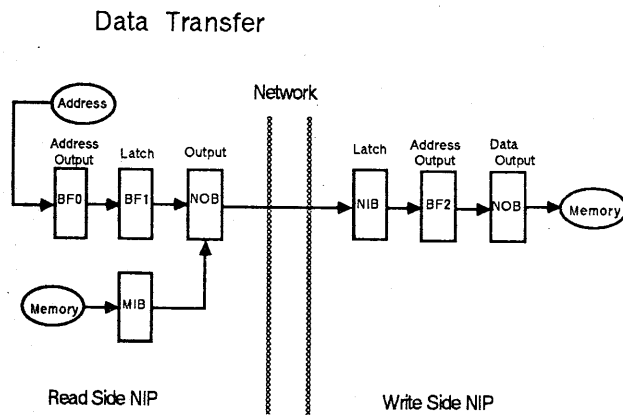 Data Transfer
Network
Address
Address
Output
Latch
Output
BF0
BF1
NOB
Memory
MIB
Latch
Address
Output
Data
Output
NIB
BF2
NOB
Memory
Read Side NIP
Write Side NIP